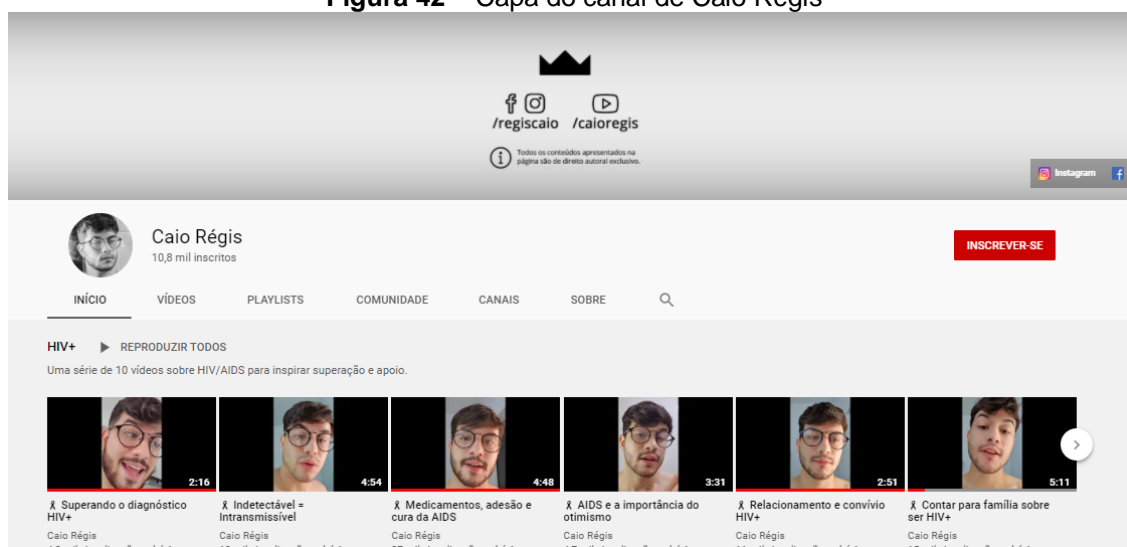 Figura 42 – Capa do canal de Caio Régis
/regiscaio /caioregis
Todos os conteúdos apresentados na
página são de direito autoral exclusivo.
Instagram
Caio Régis
10,8 mil inscritos
INSCREVER-SE
INÍCIO VÍDEOS PLAYLISTS COMUNIDADE CANAIS SOBRE
HIV+ REPRODUZIR TODOS
Uma série de 10 vídeos sobre HIV/AIDS para inspirar superação e apoio.
2:16 4:54 4:48 3:31 2:51 5:11
Superando o diagnóstico
HIV+
Caio Régis
Indetectável =
Intransmissível
Caio Régis
Medicamentos, adesão e
cura da AIDS
Caio Régis
AIDS e a importância do
otimismo
Caio Régis
Relacionamento e convívio
HIV+
Caio Régis
Contar para família sobre
ser HIV+
Caio Régis